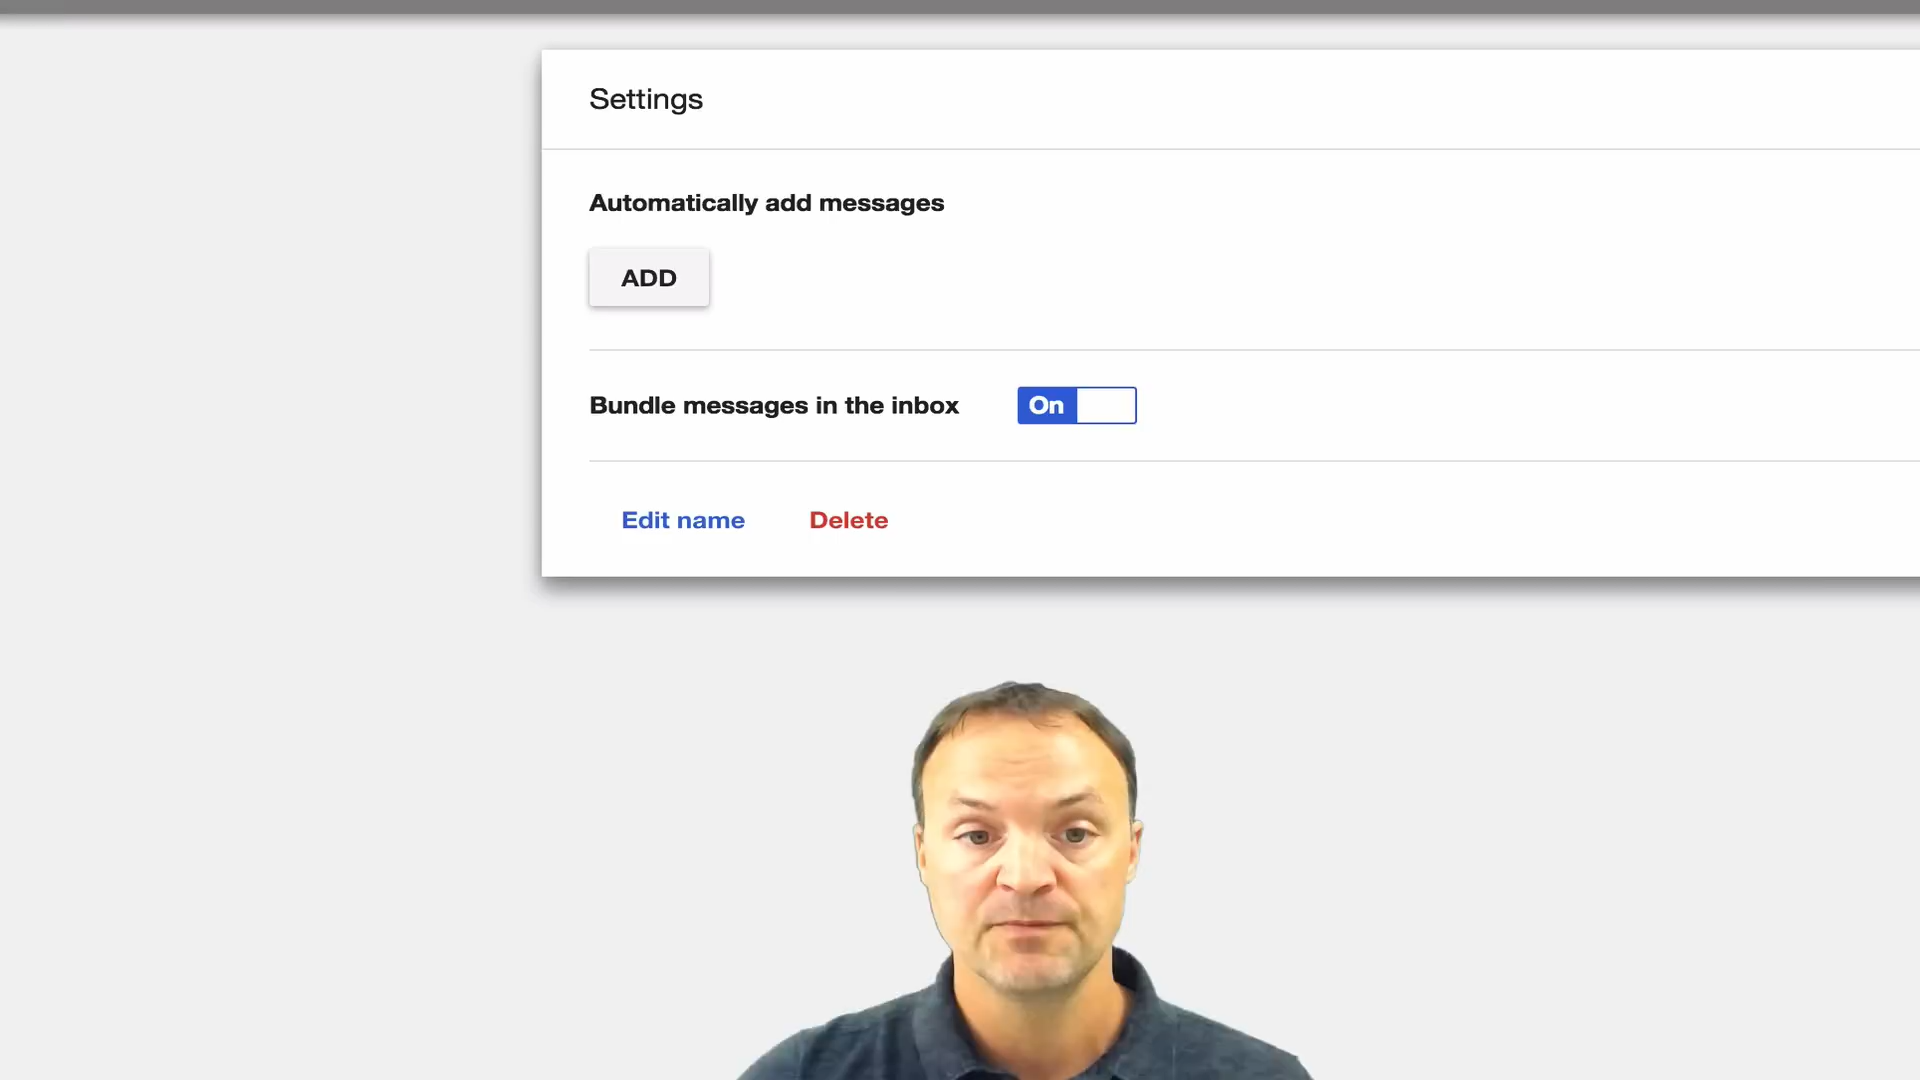 Settings
Automatically add messages
ADD
Bundle messages in the inbox On
Edit name Delete